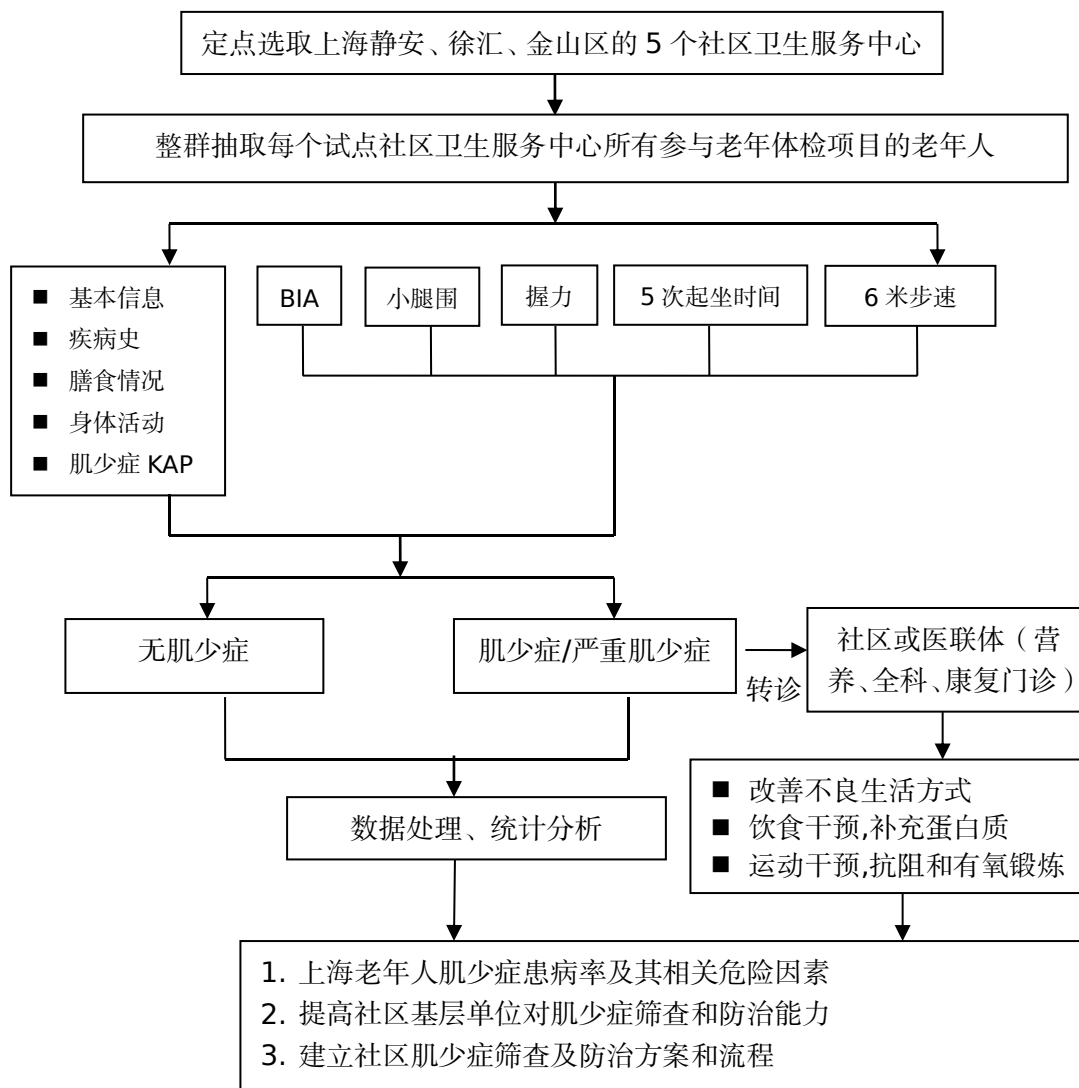 定点选取上海静安、徐汇、金山区的 5 个社区卫生服务中心
整群抽取每个试点社区卫生服务中心所有参与老年体检项目的老年人
■ 基本信息
■ 疾病史
■ 膳食情况
■ 身体活动
■ 肌少症 KAP
BIA
小腿围
握力
5 次起坐时间
6 米步速
无肌少症
肌少症/严重肌少症
转诊
社区或医联体（营
养、全科、康复门诊）
■ 改善不良生活方式
■ 饮食干预,补充蛋白质
■ 运动干预,抗阻和有氧锻炼
数据处理、统计分析
1. 上海老年人肌少症患病率及其相关危险因素
2. 提高社区基层单位对肌少症筛查和防治能力
3. 建立社区肌少症筛查及防治方案和流程